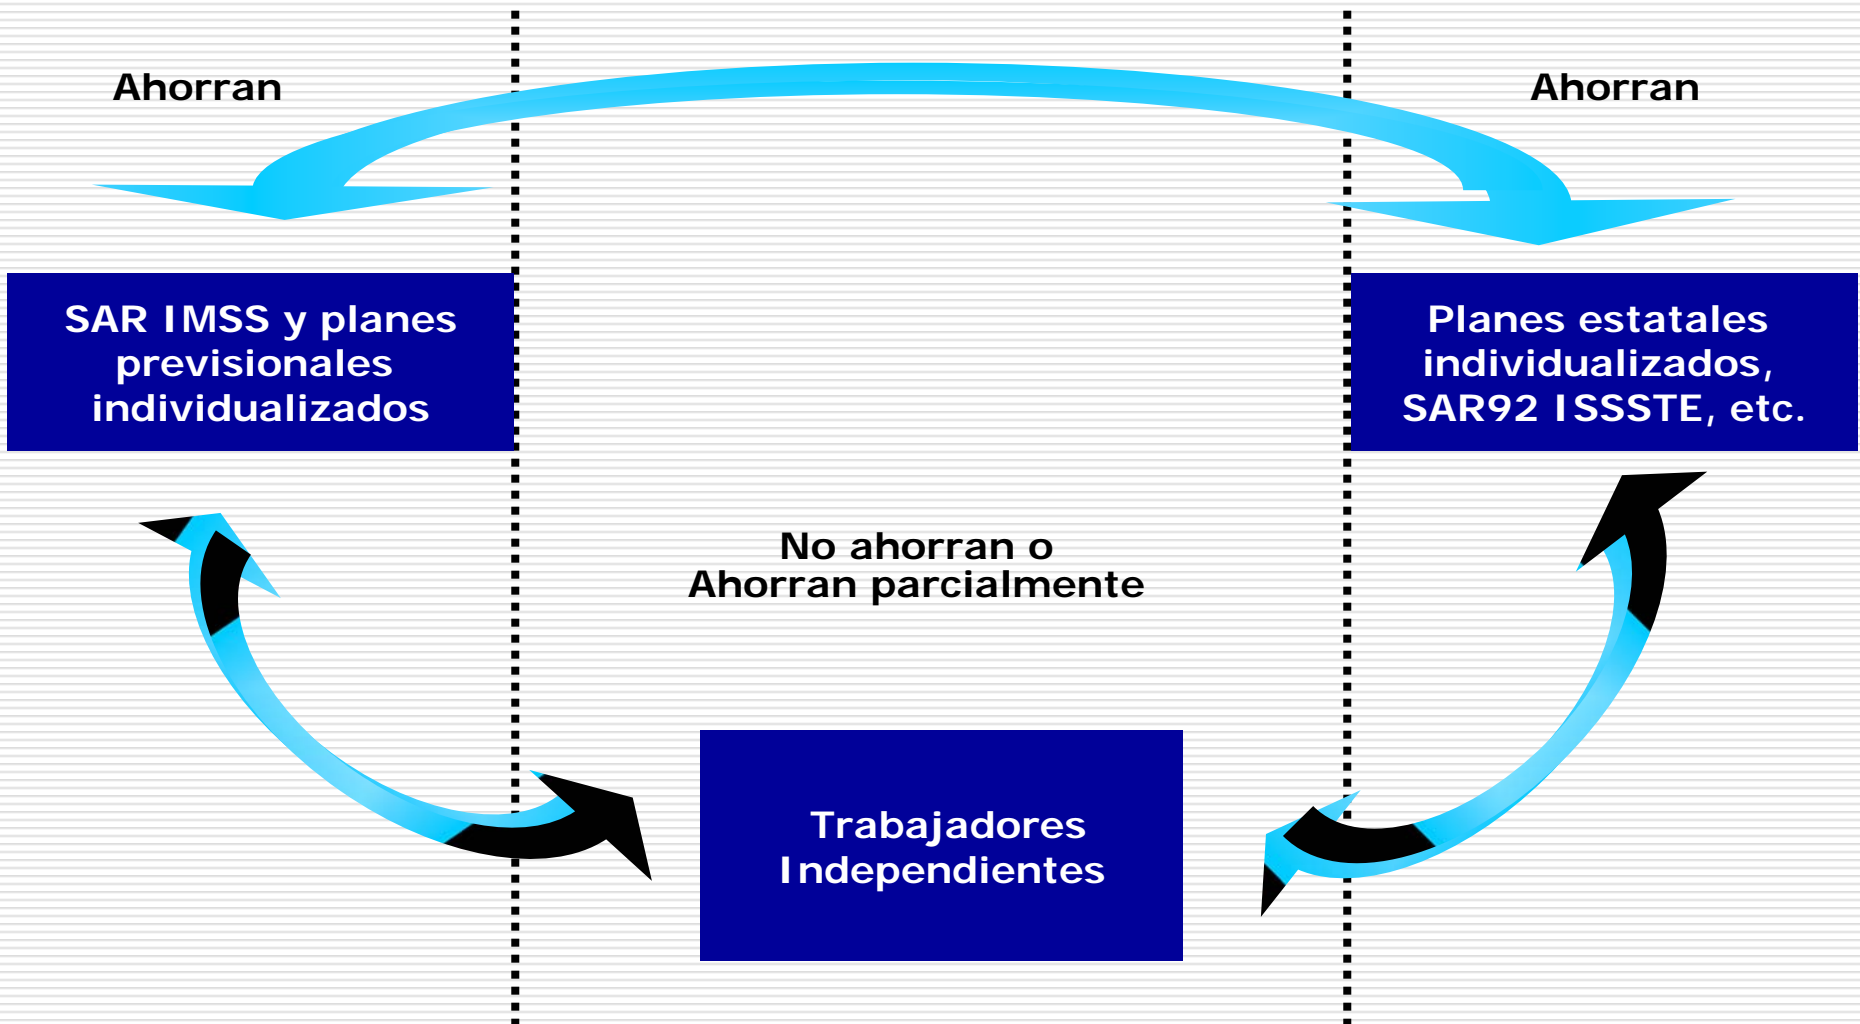 Ahorran
Ahorran
SAR IMSS y planes
previsionales
individualizados
Planes estatales
individualizados,
SAR92 ISSSTE, etc.
No ahorran o
Ahorran parcialmente
Trabajadores
Independientes